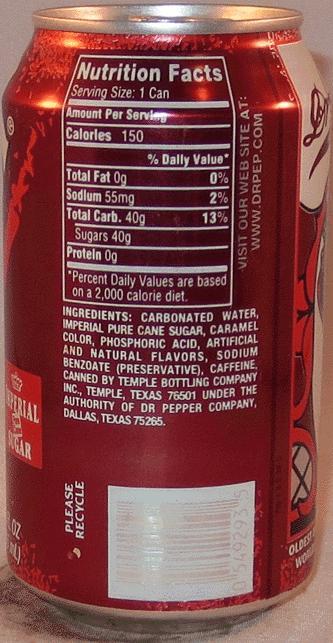 Nutrition Facts
Serving Size: 1 Can
Amount Per Serving
Calories 150
% Daily Value*
Total Fat 0g 0%
Sodium 55mg 2%
Total Carb. 40g 13%
Sugars 40g
Protein 0g
*Percent Daily Values are based
on a 2,000 calorie diet.
VISIT OUR WEB SITE AT:
WWW.DRPEP.COM
INGREDIENTS: CARBONATED WATER,
IMPERIAL PURE CANE SUGAR, CARAMEL
COLOR, PHOSPHORIC ACID, ARTIFICIAL
AND NATURAL FLAVORS, SODIUM
BENZOATE (PRESERVATIVE), CAFFEINE.
CANNED BY TEMPLE BOTTLING COMPANY
INC., TEMPLE, TEXAS 76501 UNDER THE
AUTHORITY OF DR PEPPER COMPANY,
DALLAS, TEXAS 75265.
SUGAR
OZ
PLEASE
RECYCLE
OLDEST